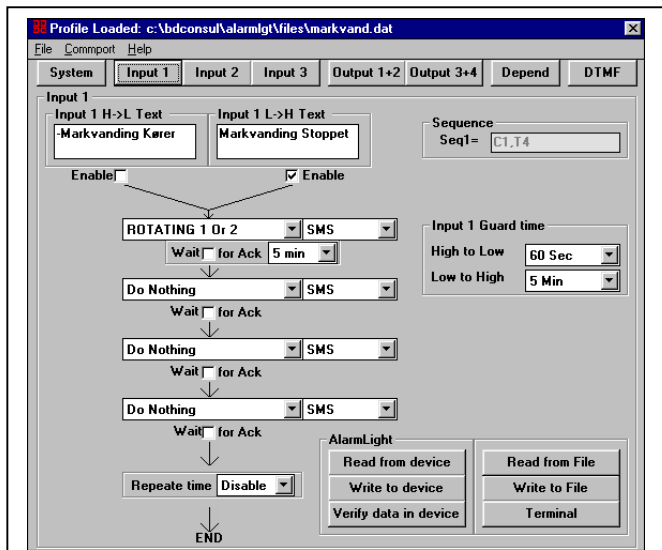 Profile Loaded: c:\bdconsul\alarmlgt\files\markvand.dat
File Commport Help
System Input 1 Input 2 Input 3 Output 1+2 Output 3+4 Depend DTMF
Input 1
Input 1 H->L Text Input 1 L->H Text
-Markvanding Kører Markvanding Stoppet
Enable Enable
Sequence
Seq1= C1,T4
ROTATING 1 Or 2 SMS
Wait for Ack 5 min
Input 1 Guard time
High to Low 60 Sec
Low to High 5 Min
Do Nothing SMS
Wait for Ack
Do Nothing SMS
Wait for Ack
Do Nothing SMS
Wait for Ack
Repeate time Disable
END
AlarmLight
Read from device Read from File
Write to device Write to File
Verify data in device Terminal